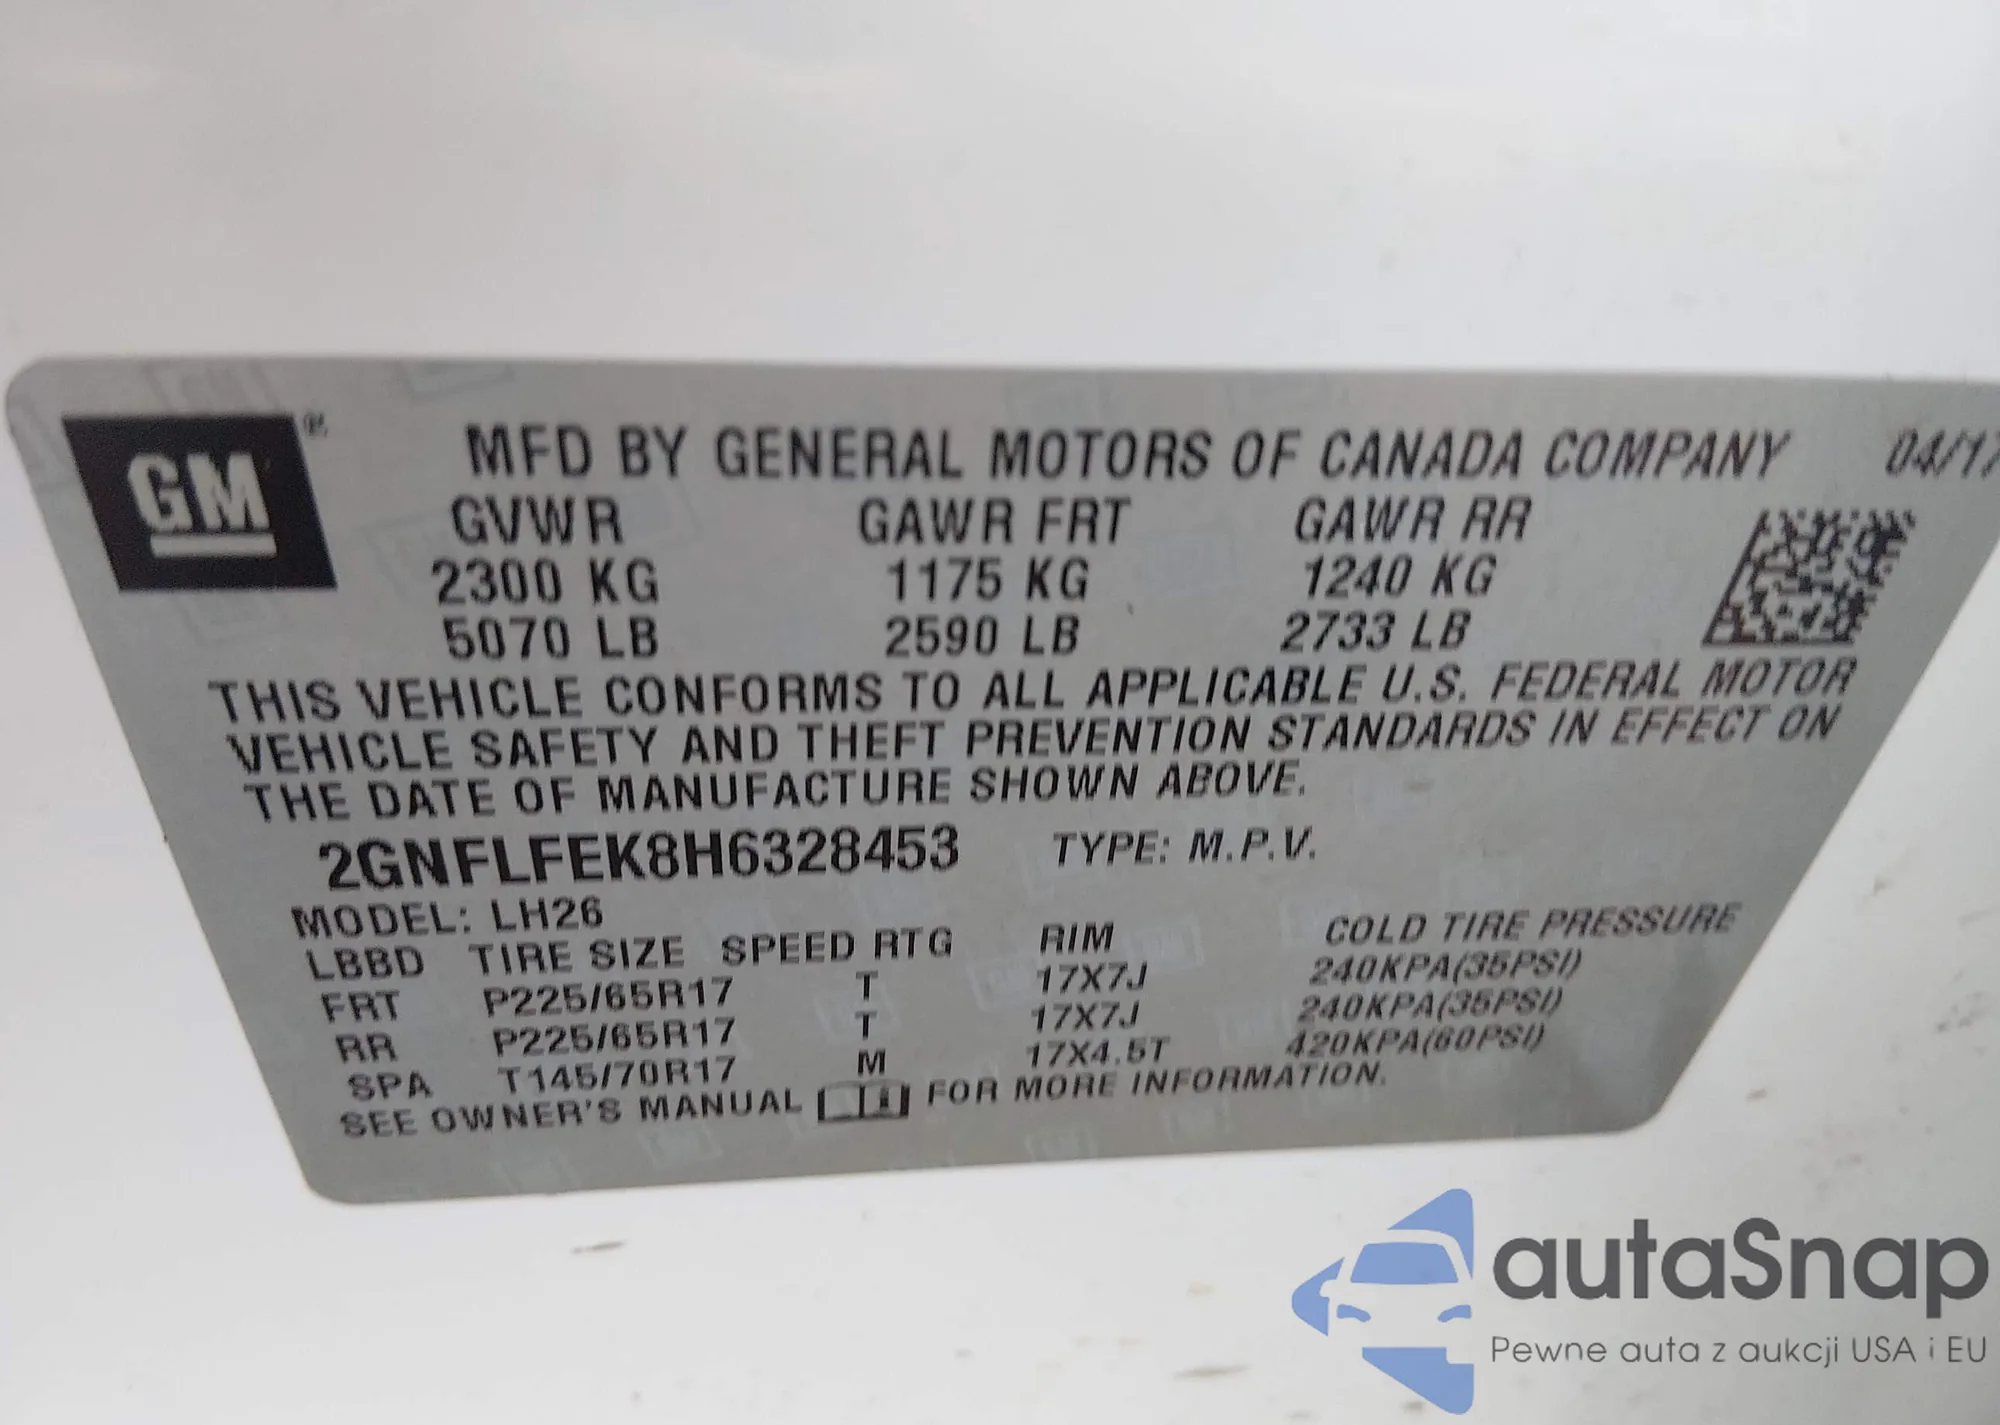 GM®
MFD BY GENERAL MOTORS OF CANADA COMPANY 04/17
GVWR GAWR FRT GAWR RR
2300 KG 1175 KG 1240 KG
5070 LB 2590 LB 2733 LB
THIS VEHICLE CONFORMS TO ALL APPLICABLE U.S. FEDERAL MOTOR
VEHICLE SAFETY AND THEFT PREVENTION STANDARDS IN EFFECT ON
THE DATE OF MANUFACTURE SHOWN ABOVE.
2GNFLFEK8H6328453 TYPE: M.P.V.
MODEL: LH26
LBBD TIRE SIZE SPEED RTG RIM COLD TIRE PRESSURE
FRT P225/65R17 T 17X7J 240KPA(35PSI)
RR P225/65R17 T 17X7J 240KPA(35PSI)
SPA T145/70R17 M 17X4.5T 420KPA(60PSI)
SEE OWNER'S MANUAL FOR MORE INFORMATION.
autaSnap
Pewne auta z aukcji USA i EU